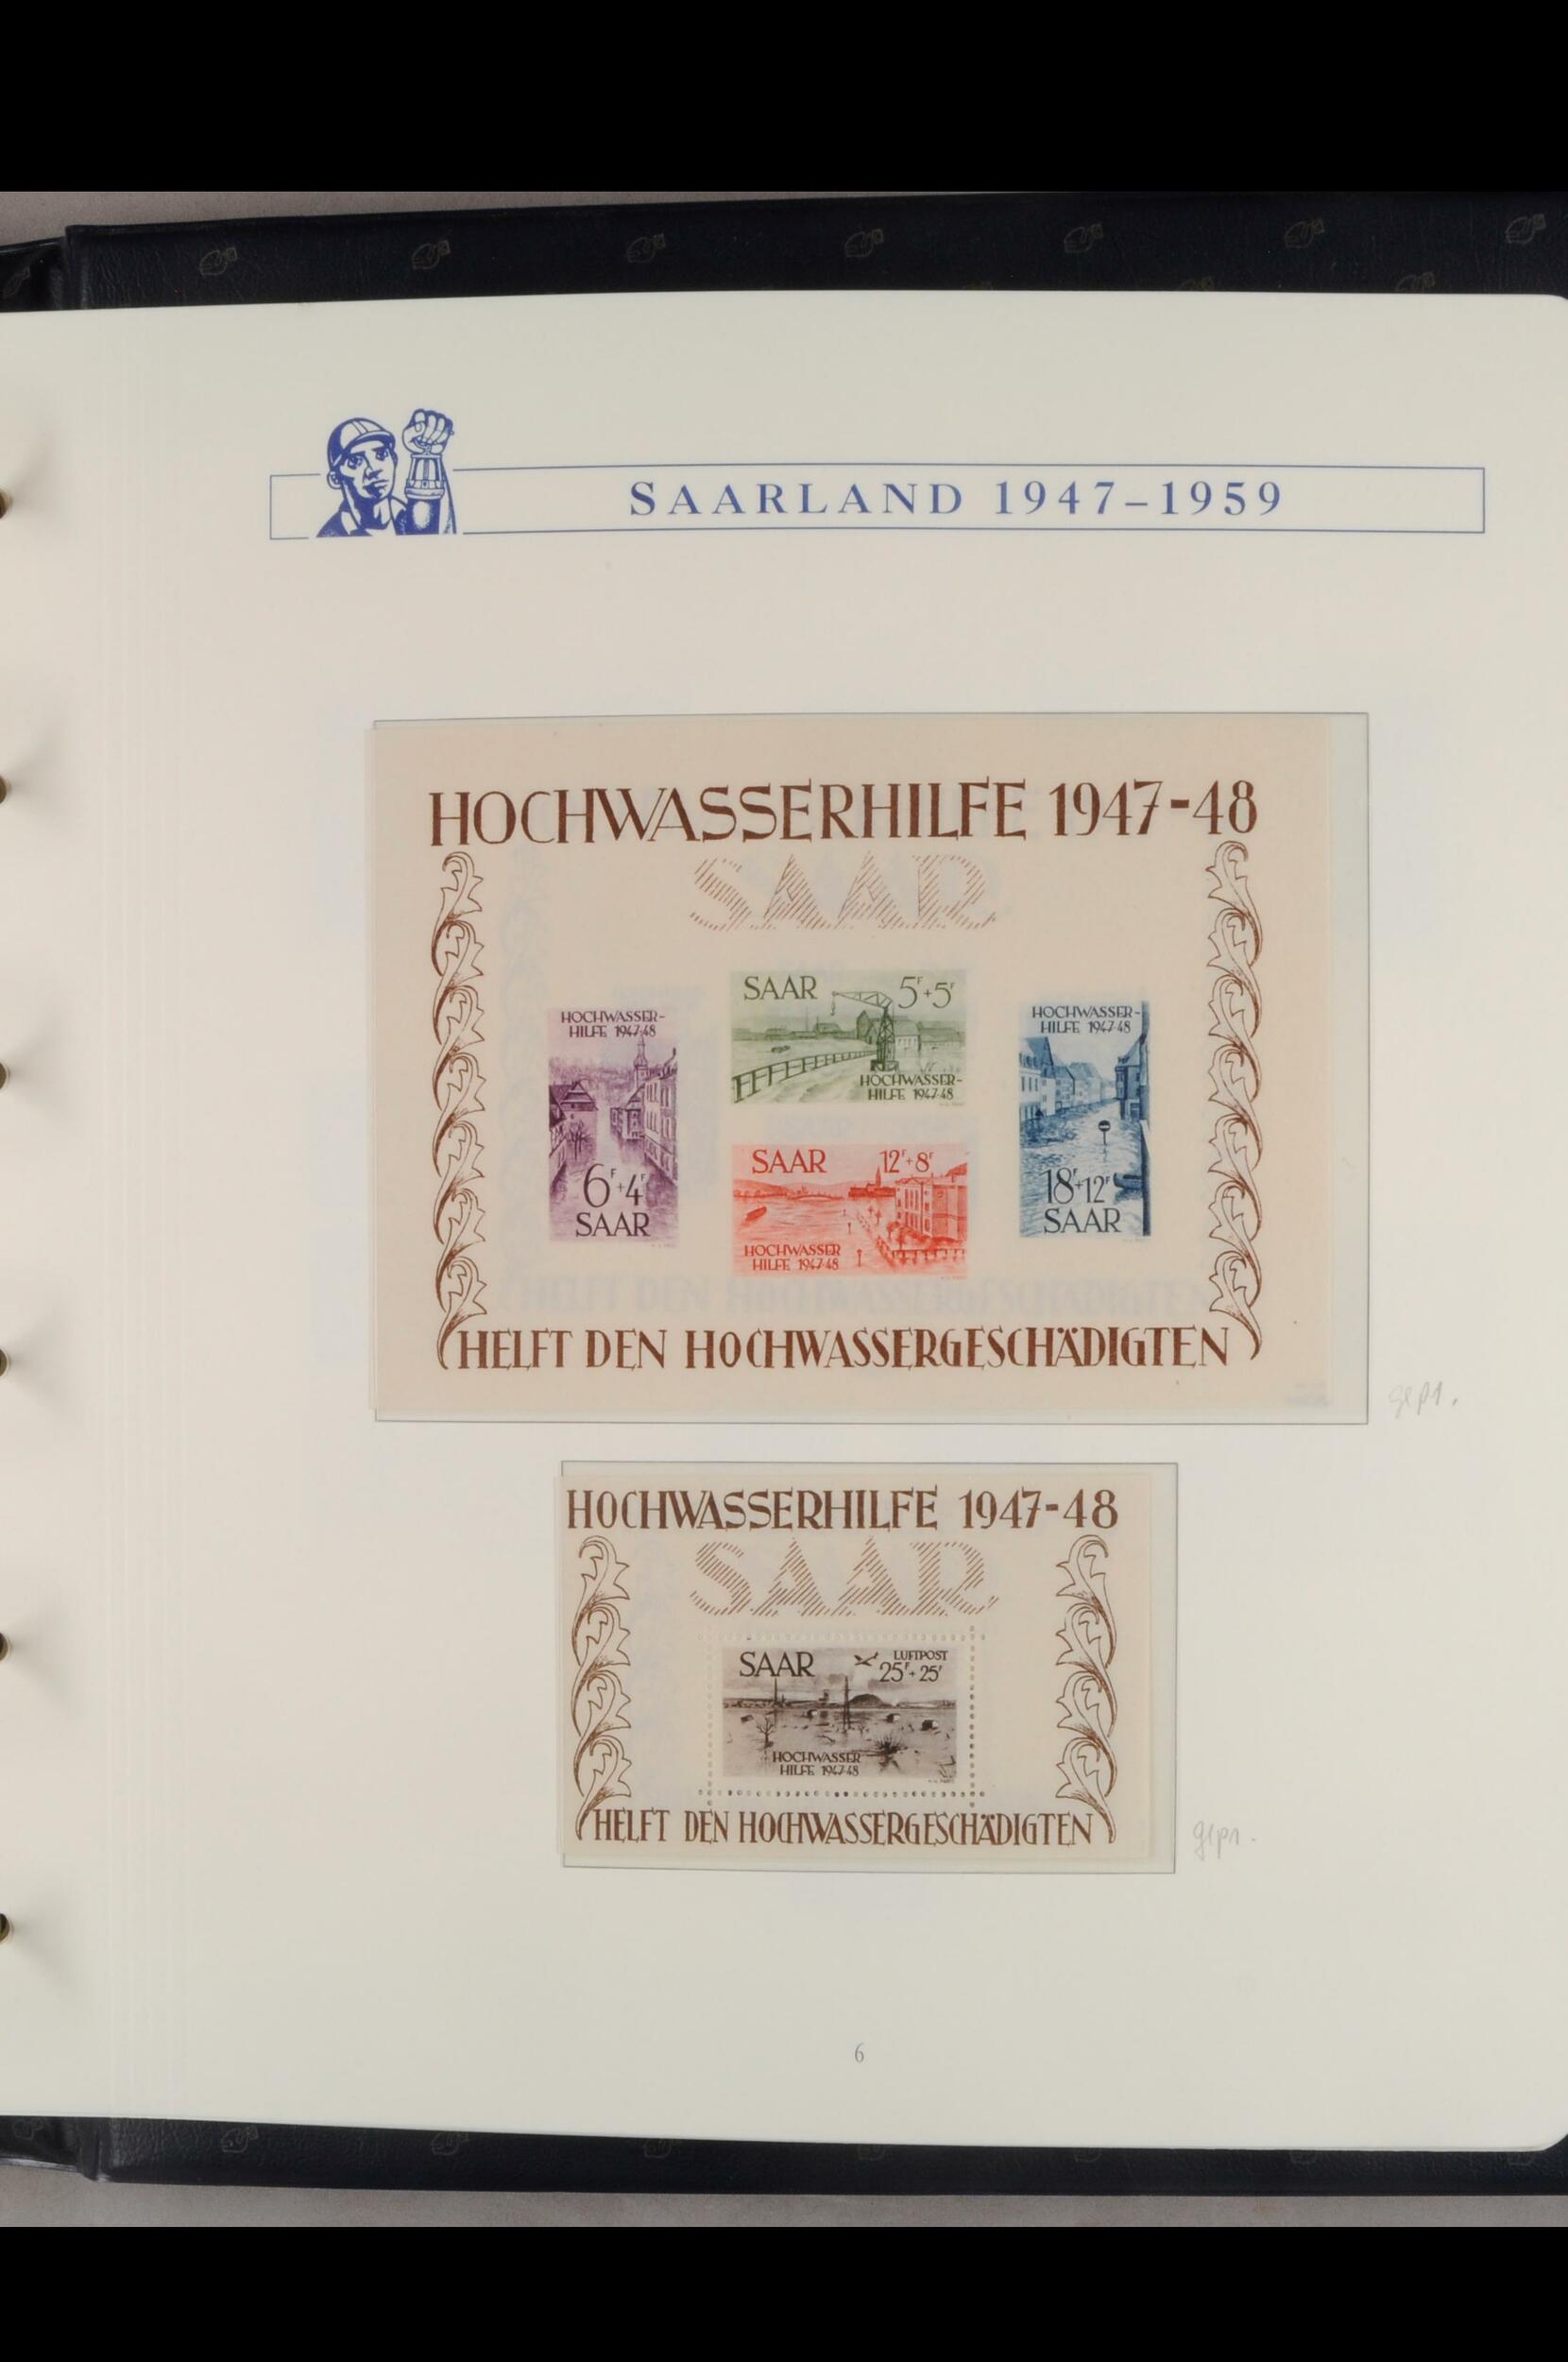 SAARLAND 1947–1959
HOCHWASSERHILFE 1947-48
SAAR
HOCHWASSER-
HILFE 1947-48
6F+4F
SAAR
SAAR 5F+5F
HOCHWASSER-
HILFE 1947-48
SAAR 12F+8F
HOCHWASSER
HILFE 1947-48
HOCHWASSER-
HILFE 1947-48
18F+12F
SAAR
HELFT DEN HOCHWASSERGESCHÄDIGTEN
gepr.
HOCHWASSERHILFE 1947-48
SAAR
SAAR
LUFTPOST
25F+25F
HOCHWASSER
HILFE 1947-48
HELFT DEN HOCHWASSERGESCHÄDIGTEN
gepr.
6